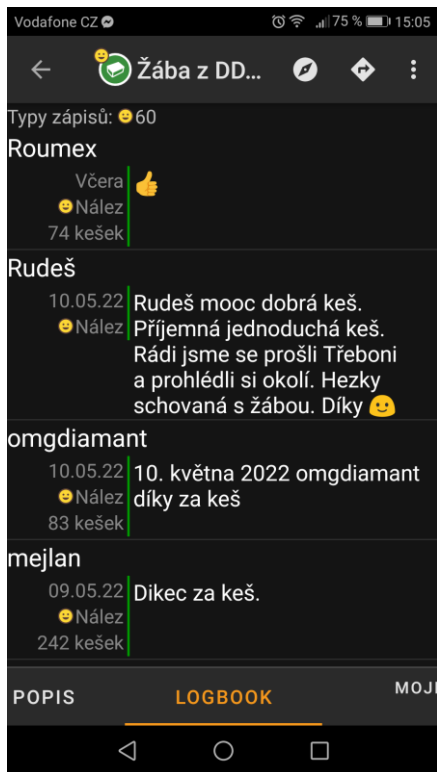 Vodafone CZ 75 % 15:05
Žába z DD...
Typy zápisů: 60
Roumex
Včera
Nález
74 kešek
Rudeš
10.05.22
Nález
Rudeš mooc dobrá keš.
Příjemná jednoduchá keš.
Rádi jsme se prošli Třeboni
a prohlédli si okolí. Hezky
schovaná s žábou. Díky
omgdiamant
10.05.22
Nález
83 kešek
10. května 2022 omgdiamant
díky za keš
mejlan
09.05.22
Nález
242 kešek
Dikec za keš.
POPIS LOGBOOK MOJI